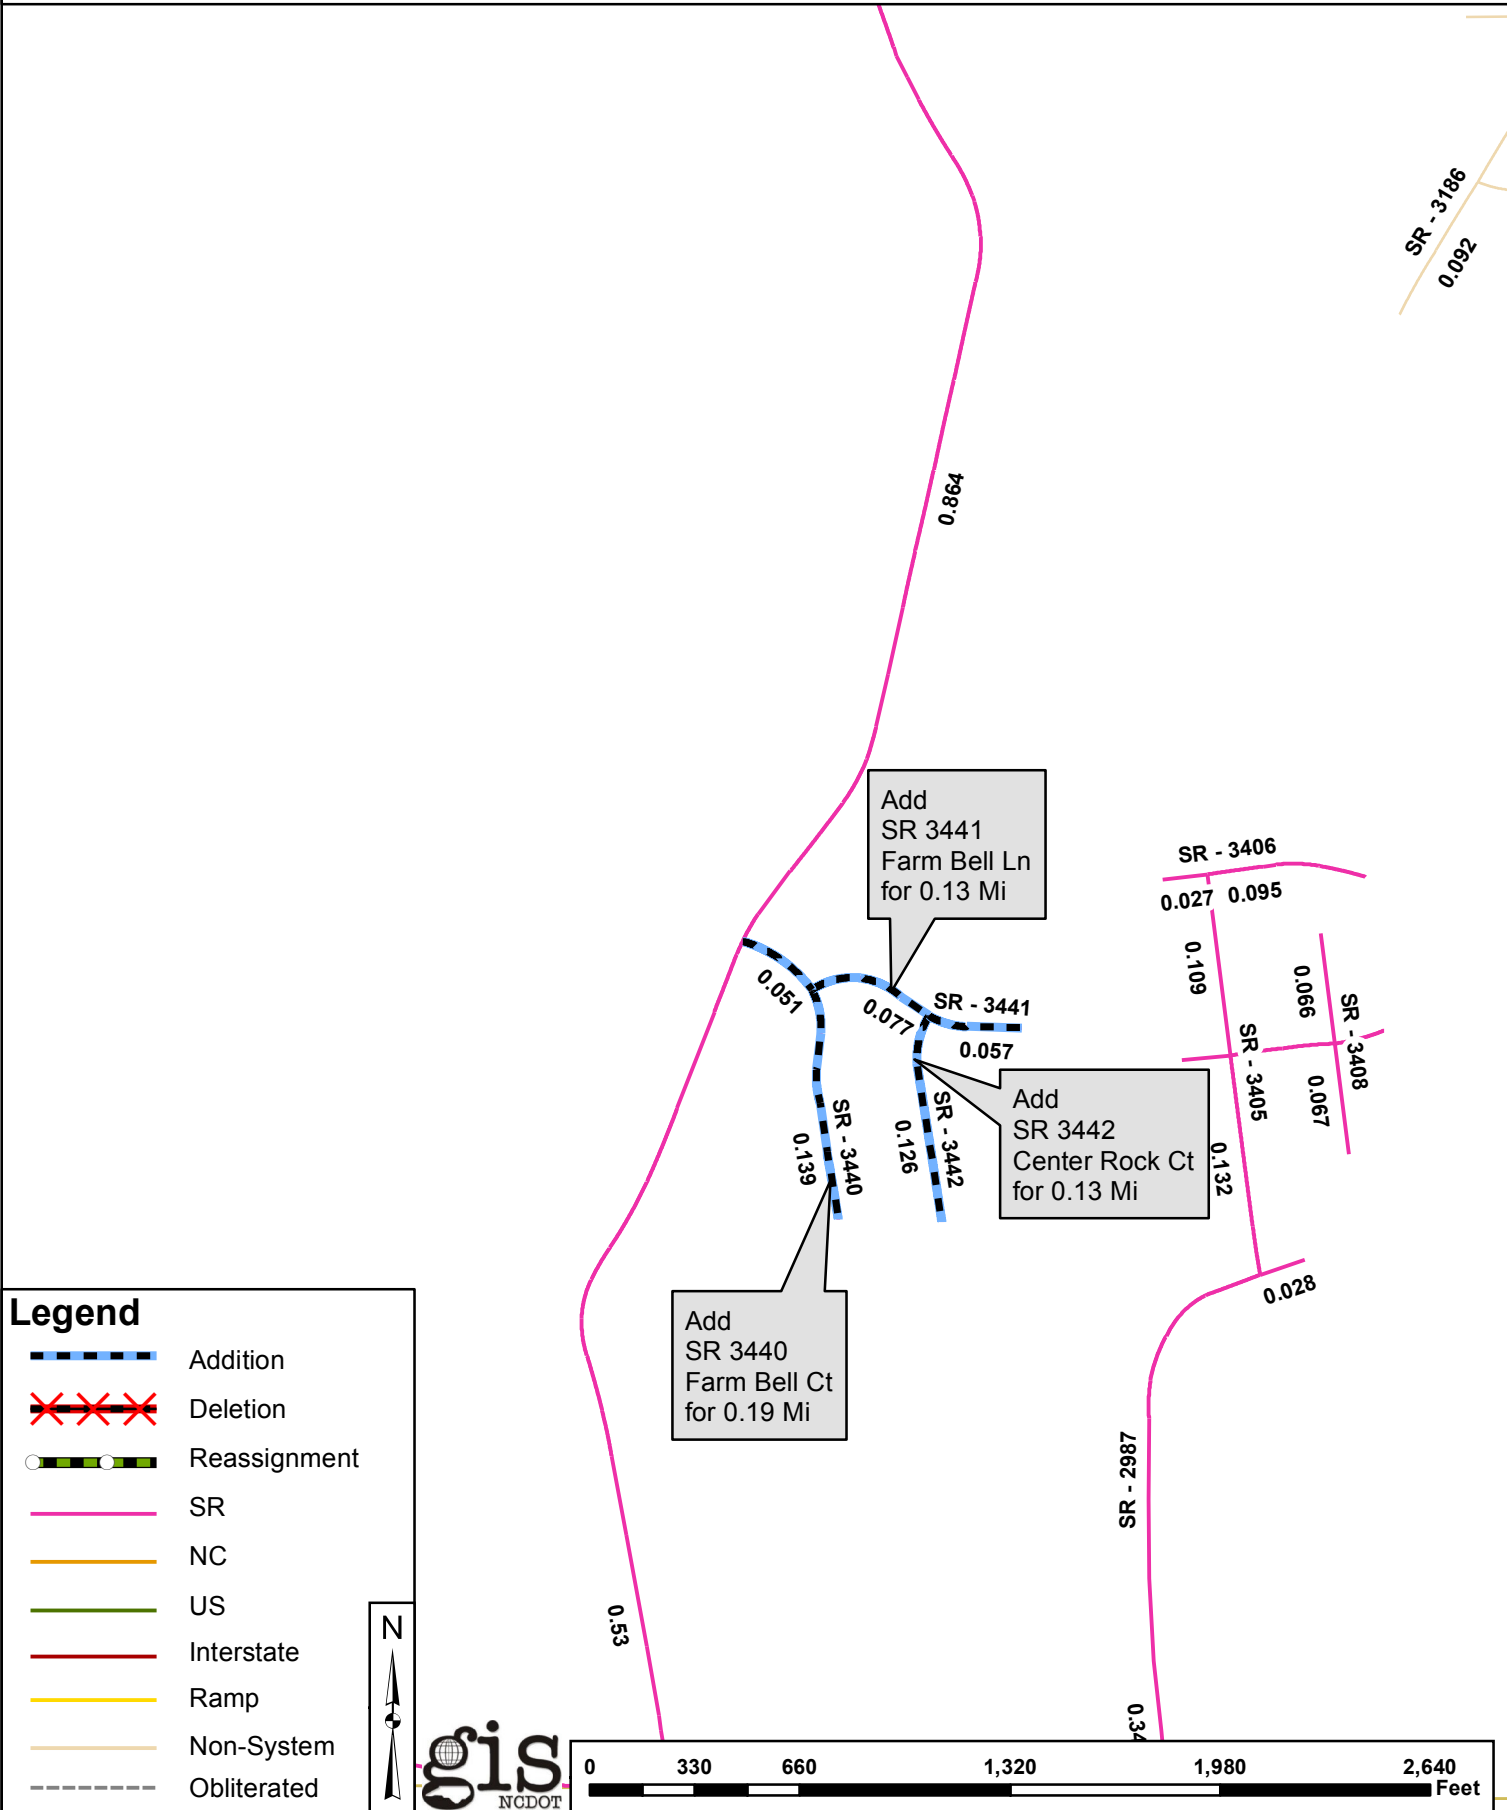 SR - 3186
0.092
0.864
Add
SR 3441
Farm Bell Ln
for 0.13 Mi
SR - 3406
0.027 0.095
0.109
0.066
SR - 3408
SR - 3405
0.067
0.132
0.028
0.051
0.077
SR - 3441
0.057
Add
SR 3442
Center Rock Ct
for 0.13 Mi
SR - 3440
0.139
SR - 3442
0.126
Add
SR 3440
Farm Bell Ct
for 0.19 Mi
SR - 2987
0.53
0.34
Legend
Addition
Deletion
Reassignment
SR
NC
US
Interstate
Ramp
Non-System
Obliterated
N
gis
NCDOT
0 330 660 1,320 1,980 2,640
Feet